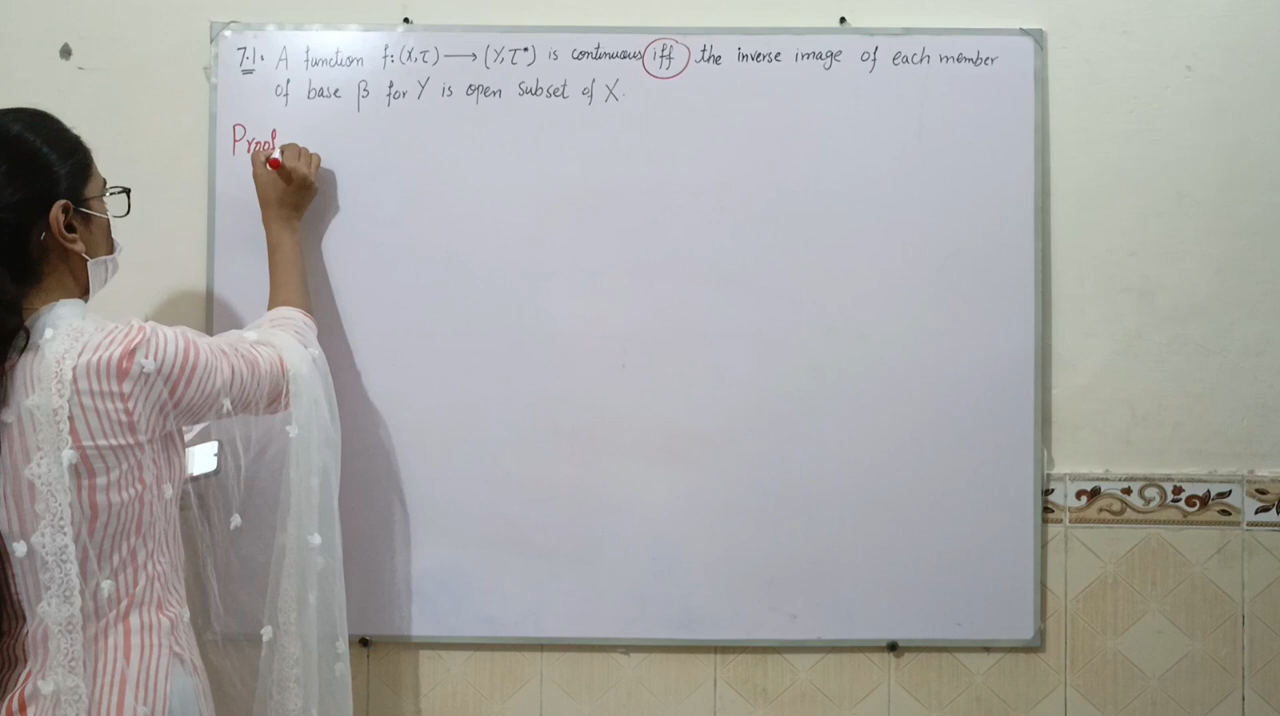 7.1: A function f: (X,τ) ⟶ (Y,τ*) is continuous iff the inverse image of each member
of base β for Y is open subset of X.
Proof